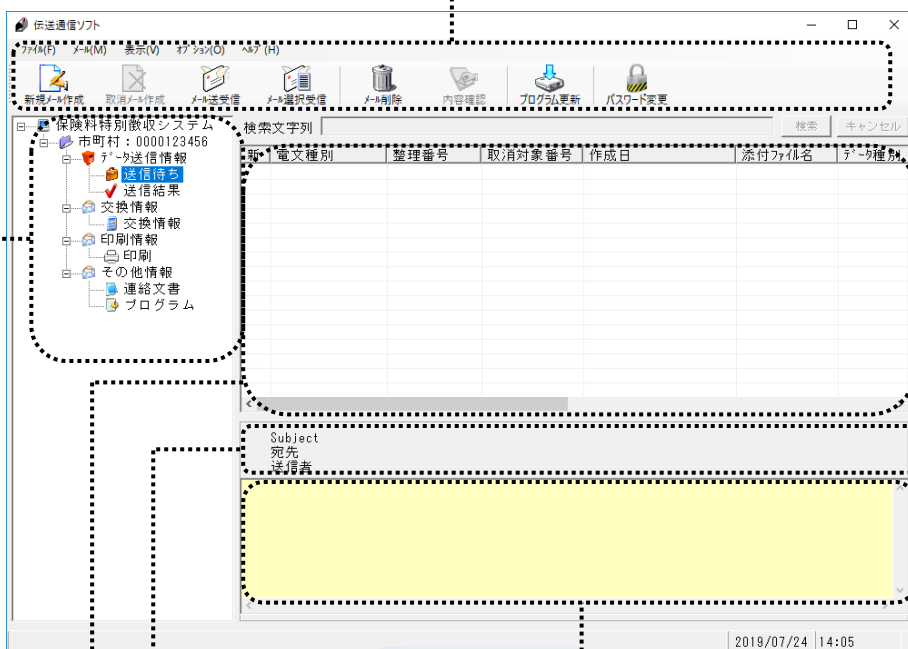 伝送通信ソフト
ファイル(F) メール(M) 表示(V) オプション(O) ヘルプ(H)
新規メール作成 取消メール作成 メール送受信 メール選択受信 メール削除 内容確認 プログラム更新 パスワード変更
保険料特別徴収システム
検索文字列 検索 キャンセル
市町村：0000123456
新 電文種別 整理番号 取消対象番号 作成日 添付ファイル名 データ種別
データ送信情報
送信待ち
送信結果
交換情報
交換情報
印刷情報
印刷
その他情報
連絡文書
プログラム
Subject
宛先
送信者
2019/07/24 14:05